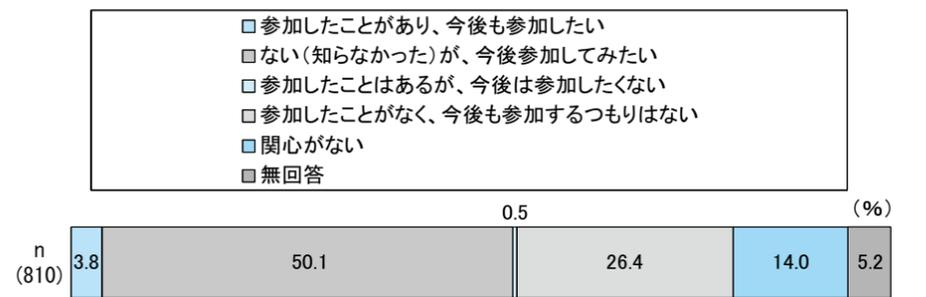 参加したことがあり、今後も参加したい
ない（知らなかった）が、今後参加してみたい
参加したことはあるが、今後は参加したくない
参加したことがなく、今後も参加するつもりはない
関心がない
無回答
0.5
（％）
n
(810)
3.8
50.1
26.4
14.0
5.2